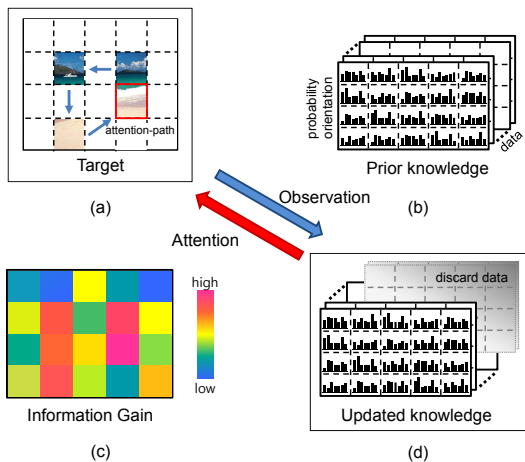 attention-path
Target
(a)
probability
orientation
data
Prior knowledge
(b)
Observation
Attention
high
low
Information Gain
(c)
discard data
Updated knowledge
(d)